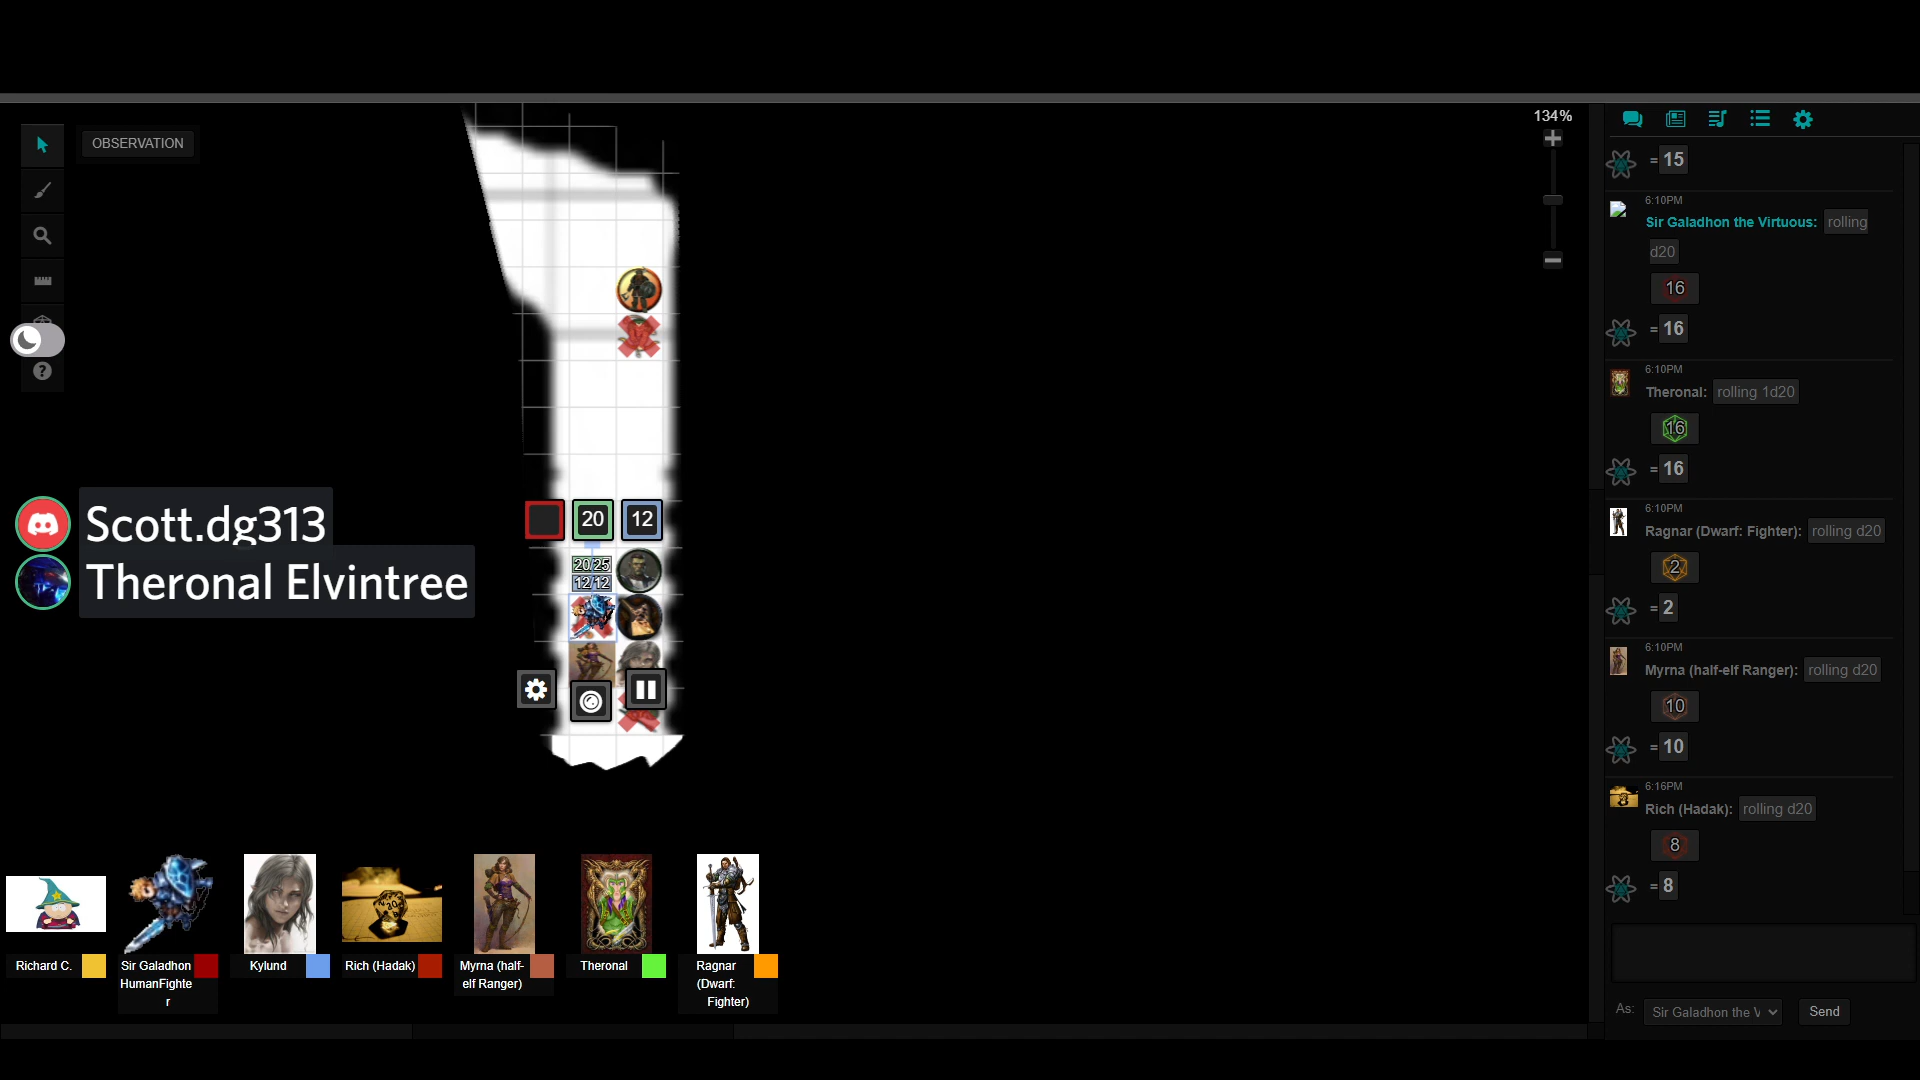 134%
OBSERVATION
= 15
6:10PM
Sir Galadhon the Virtuous: rolling
d20
16
= 16
6:10PM
Theronal: rolling 1d20
16
= 16
6:10PM
Ragnar (Dwarf: Fighter): rolling d20
2
= 2
6:10PM
Myrna (half-elf Ranger): rolling d20
10
= 10
6:16PM
Rich (Hadak): rolling d20
8
= 8
As: Sir Galadhon the V
Send
20 12
20/25
12/12
Scott.dg313
Theronal Elvintree
Richard C.
Sir Galadhon
HumanFighte
r
Kylund
Rich (Hadak)
Myrna (half-
elf Ranger)
Theronal
Ragnar
(Dwarf:
Fighter)